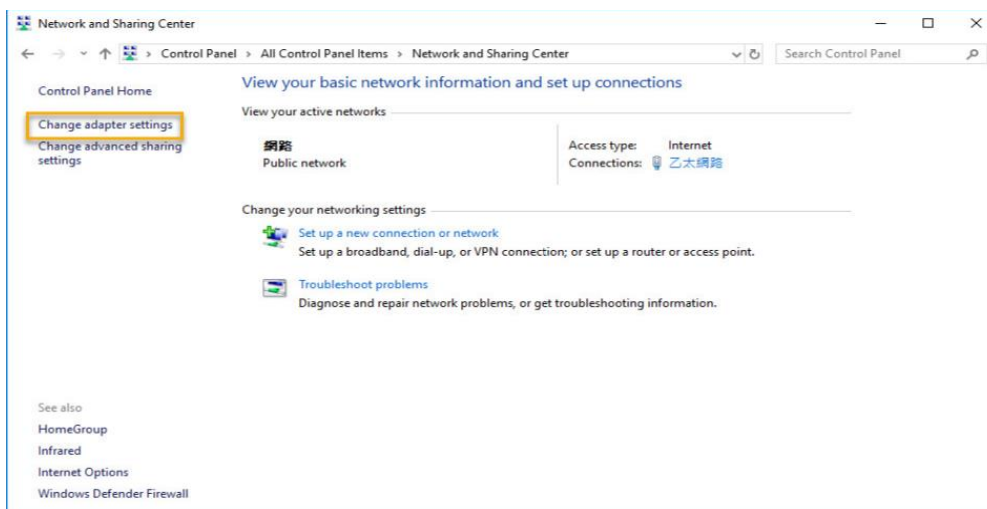 Network and Sharing Center
Control Panel > All Control Panel Items > Network and Sharing Center
Search Control Panel
Control Panel Home
Change adapter settings
Change advanced sharing
settings
View your basic network information and set up connections
View your active networks
網路
Public network
Access type: Internet
Connections: 乙太網路
Change your networking settings
Set up a new connection or network
Set up a broadband, dial-up, or VPN connection; or set up a router or access point.
Troubleshoot problems
Diagnose and repair network problems, or get troubleshooting information.
See also
HomeGroup
Infrared
Internet Options
Windows Defender Firewall